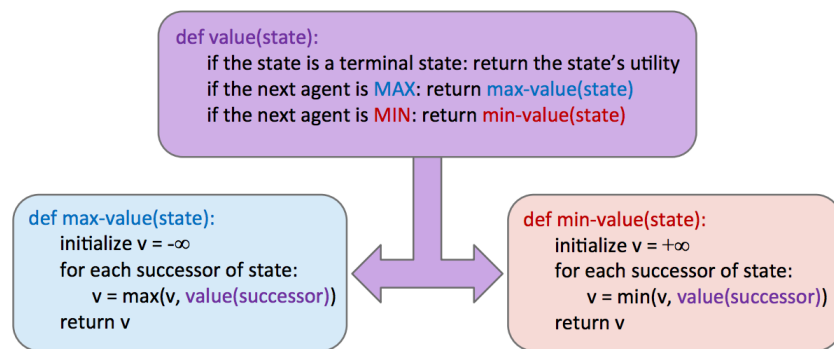 def value(state):
if the state is a terminal state: return the state's utility
if the next agent is MAX: return max-value(state)
if the next agent is MIN: return min-value(state)
def max-value(state):
initialize v = -∞
for each successor of state:
v = max(v, value(successor))
return v
def min-value(state):
initialize v = +∞
for each successor of state:
v = min(v, value(successor))
return v